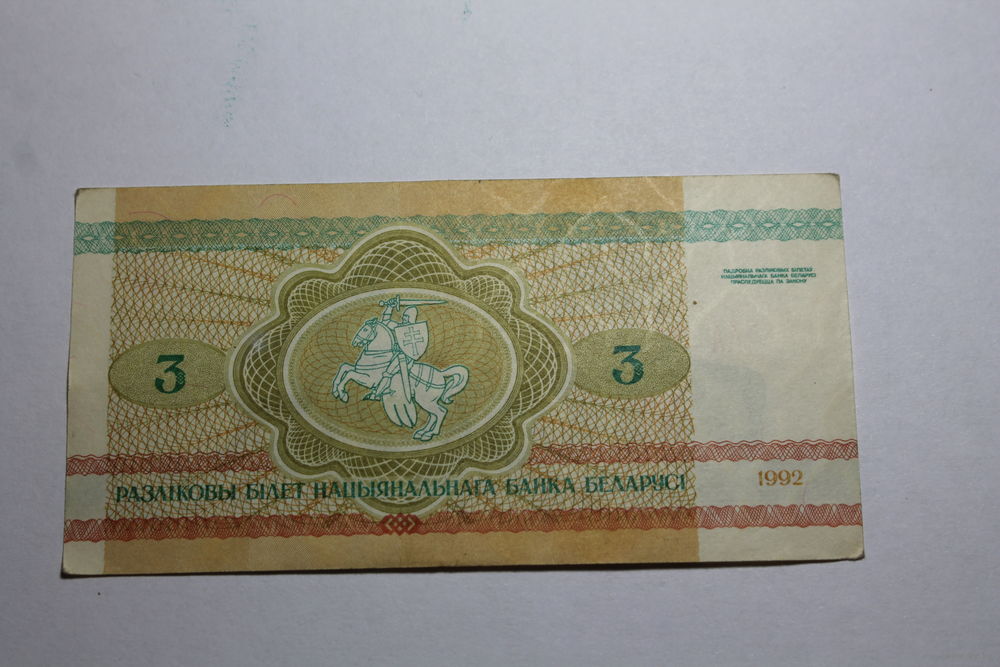 ПАДРОБКА РАЗЛІКОВЫХ БІЛЕТАЎ
НАЦЫЯНАЛЬНАГА БАНКА БЕЛАРУСІ
ПРАСЛЕДУЕЦЦА ПА ЗАКОНУ
3
3
РАЗЛІКОВЫ БІЛЕТ НАЦЫЯНАЛЬНАГА БАНКА БЕЛАРУСІ
1992